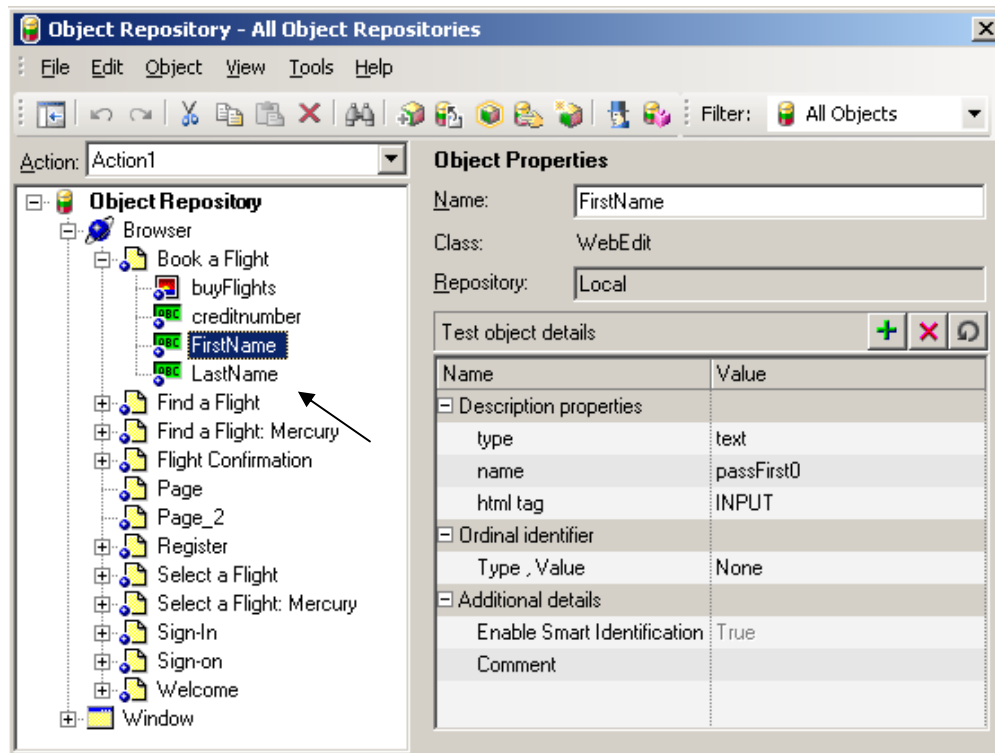 Object Repository - All Object Repositories
File Edit Object View Tools Help
Filter: All Objects
Action: Action1
Object Repository
Browser
Book a Flight
buyFlights
creditnumber
FirstName
LastName
Find a Flight
Find a Flight: Mercury
Flight Confirmation
Page
Page_2
Register
Select a Flight
Select a Flight: Mercury
Sign-In
Sign-on
Welcome
Window
Object Properties
Name: FirstName
Class: WebEdit
Repository: Local
Test object details
Name Value
Description properties
type text
name passFirst0
html tag INPUT
Ordinal identifier
Type , Value None
Additional details
Enable Smart Identification True
Comment